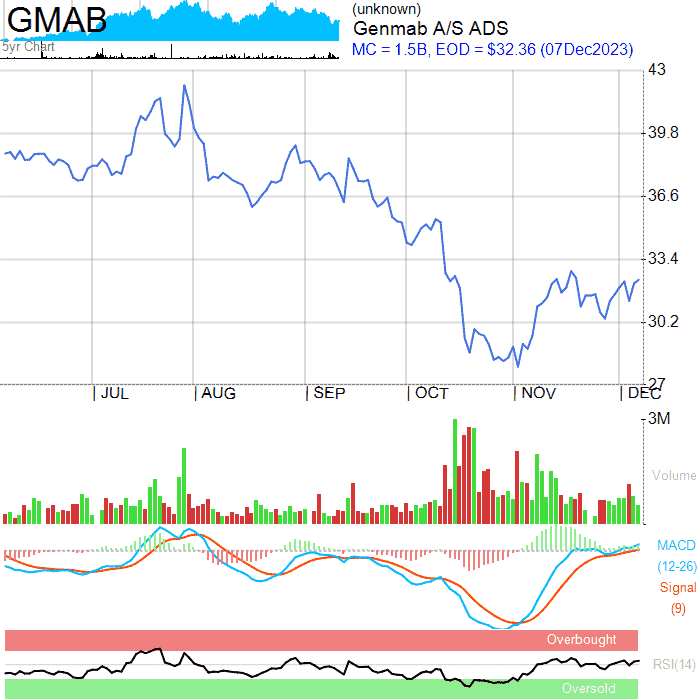 GMAB
5yr Chart
(unknown)
Genmab A/S ADS
MC = 1.5B, EOD = $32.36 (07Dec2023)
43
39.8
36.6
33.4
30.2
27
| JUL | AUG | SEP | OCT | NOV | DEC
3M
Volume
MACD
(12-26)
Signal
(9)
Overbought
RSI(14)
Oversold